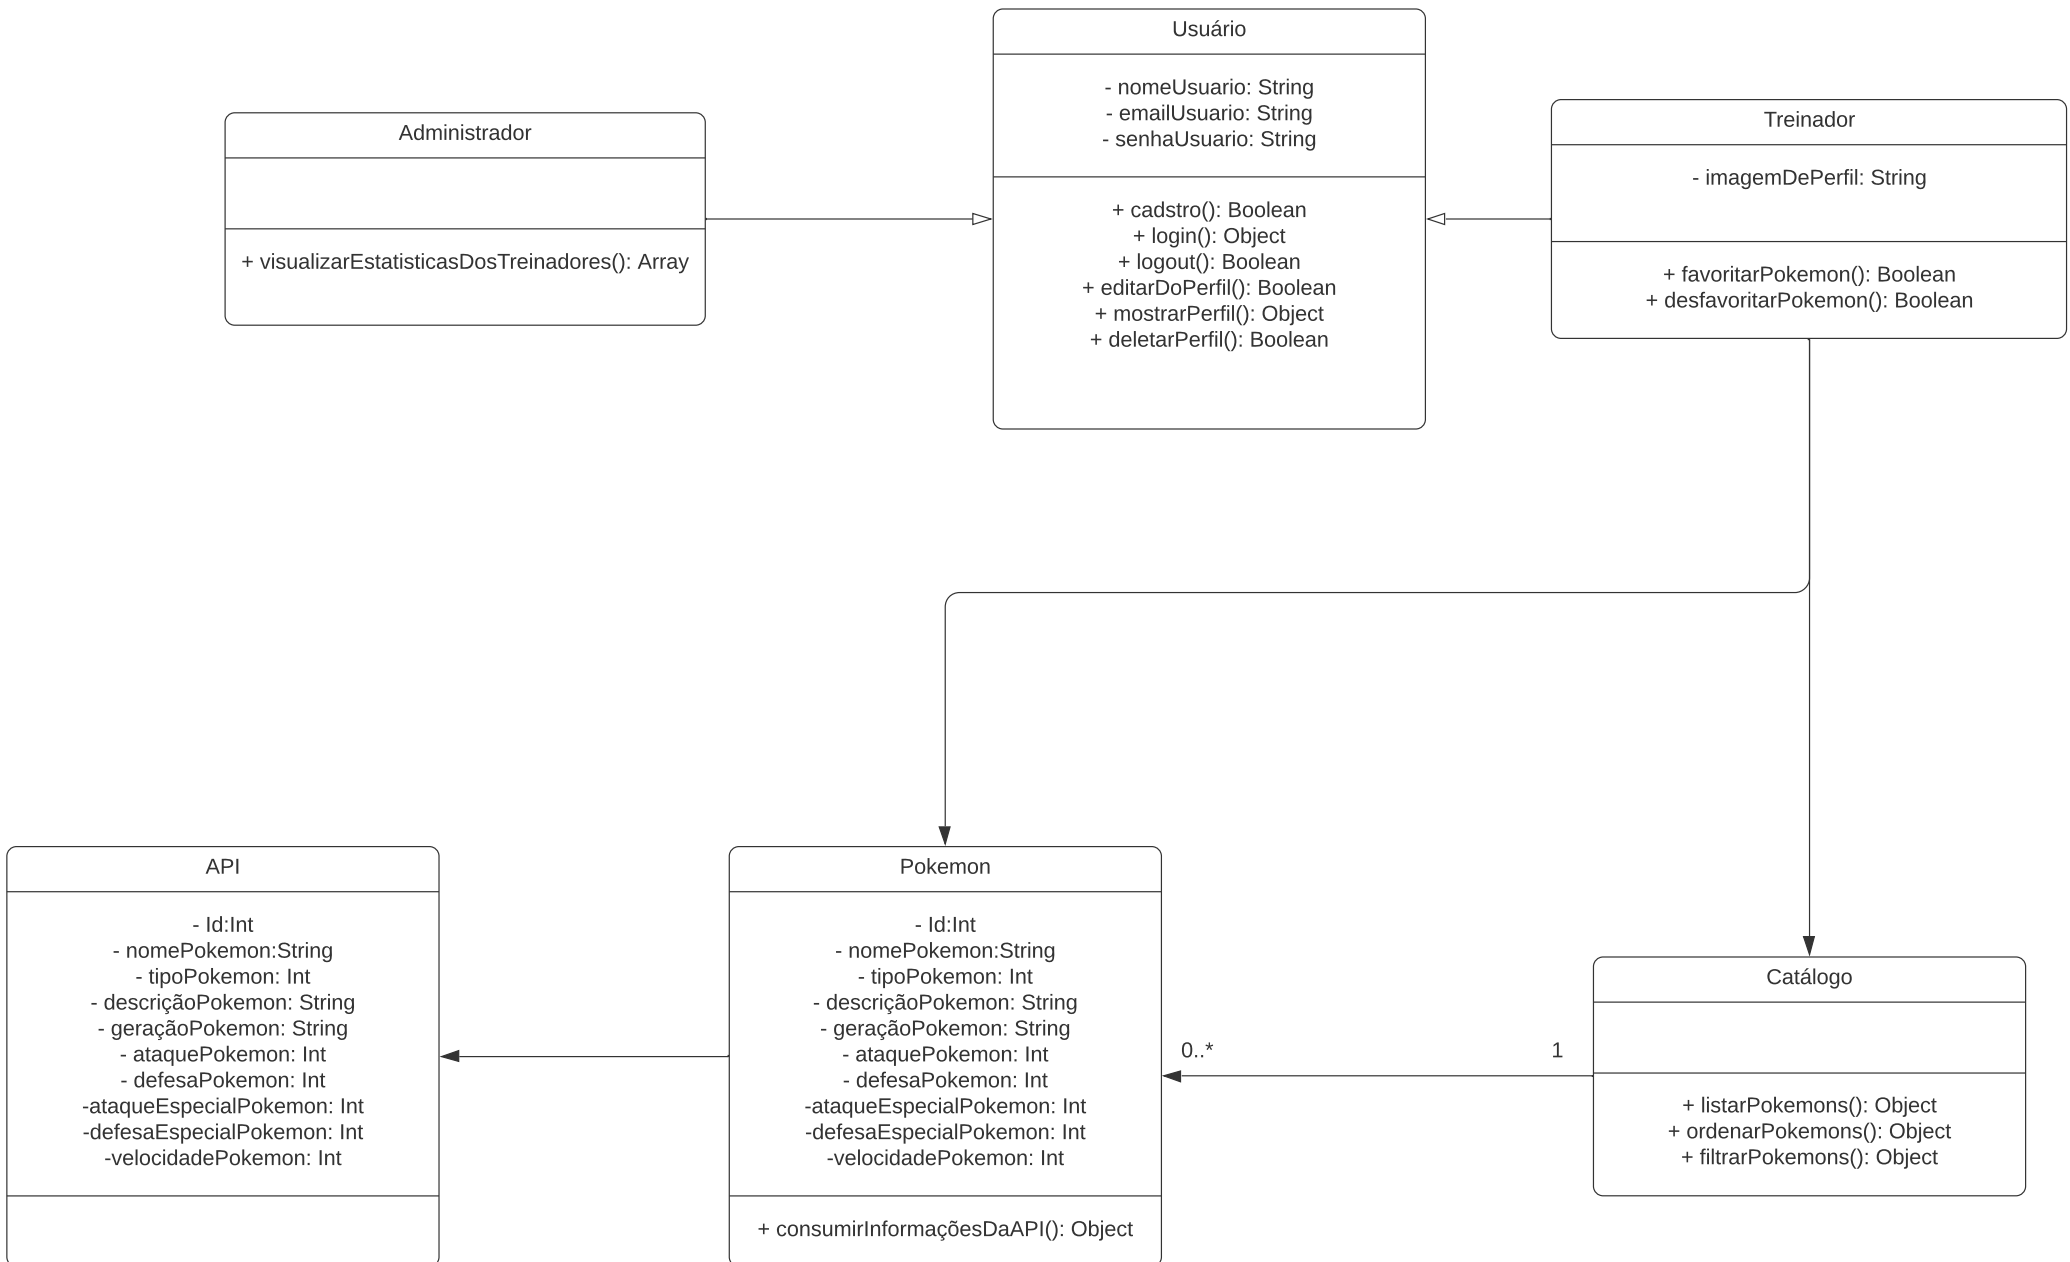 Usuário
- nomeUsuario: String
- emailUsuario: String
- senhaUsuario: String
+ cadstro(): Boolean
+ login(): Object
+ logout(): Boolean
+ editarDoPerfil(): Boolean
+ mostrarPerfil(): Object
+ deletarPerfil(): Boolean
Administrador
+ visualizarEstatisticasDosTreinadores(): Array
Treinador
- imagemDePerfil: String
+ favoritarPokemon(): Boolean
+ desfavoritarPokemon(): Boolean
API
- Id:Int
- nomePokemon:String
- tipoPokemon: Int
- descriçãoPokemon: String
- geraçãoPokemon: String
- ataquePokemon: Int
- defesaPokemon: Int
-ataqueEspecialPokemon: Int
-defesaEspecialPokemon: Int
-velocidadePokemon: Int
Pokemon
- Id:Int
- nomePokemon:String
- tipoPokemon: Int
- descriçãoPokemon: String
- geraçãoPokemon: String
- ataquePokemon: Int
- defesaPokemon: Int
-ataqueEspecialPokemon: Int
-defesaEspecialPokemon: Int
-velocidadePokemon: Int
+ consumirInformaçõesDaAPI(): Object
0..*
1
Catálogo
+ listarPokemons(): Object
+ ordenarPokemons(): Object
+ filtrarPokemons(): Object